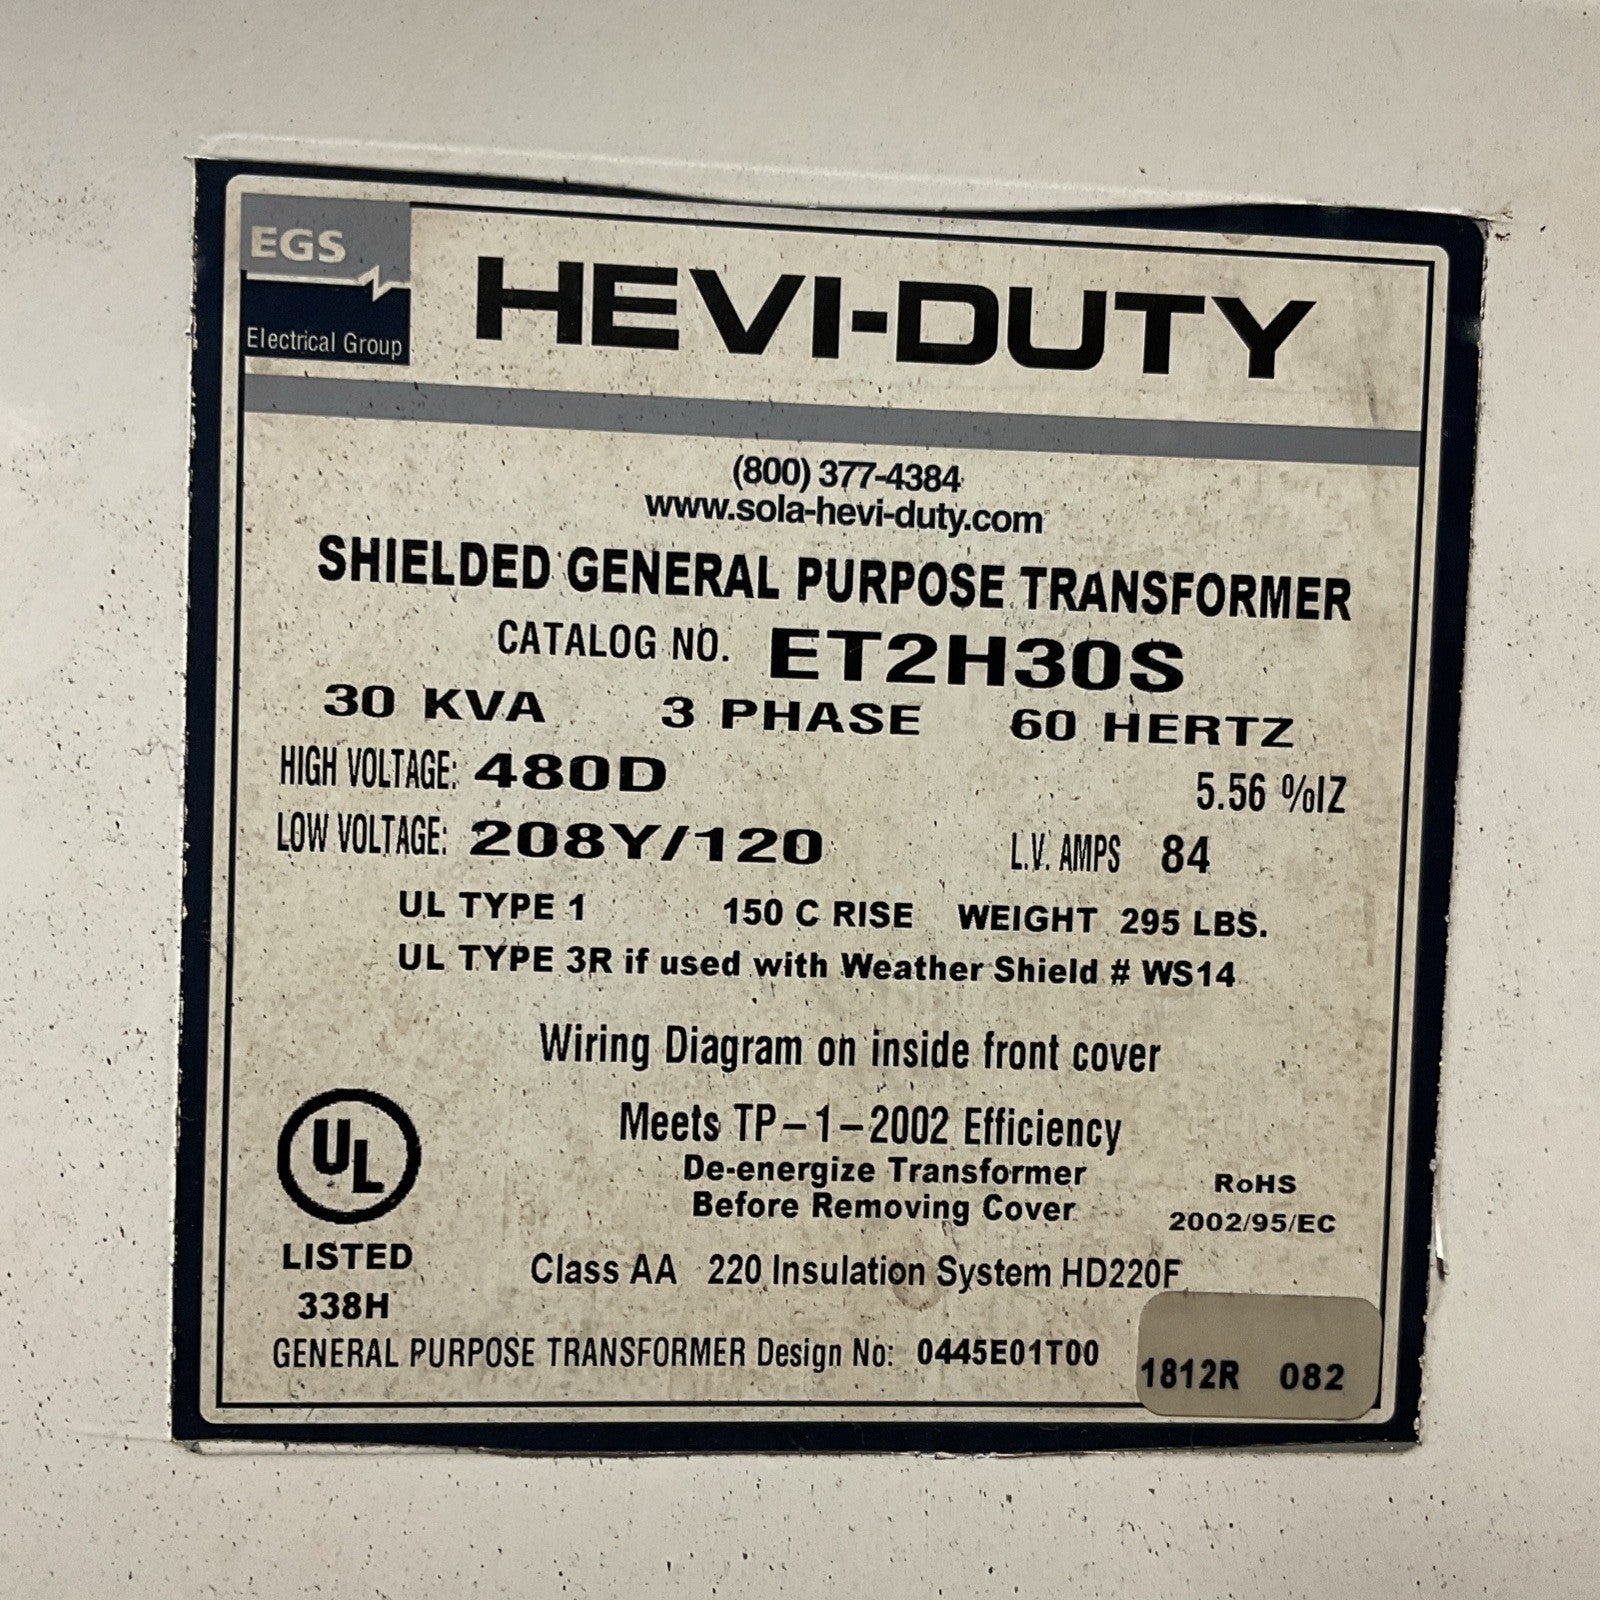 EGS
Electrical Group
HEVI-DUTY
(800) 377-4384
www.sola-hevi-duty.com
SHIELDED GENERAL PURPOSE TRANSFORMER
CATALOG NO. ET2H30S
30 KVA 3 PHASE 60 HERTZ
HIGH VOLTAGE: 480D 5.56 %IZ
LOW VOLTAGE: 208Y/120 L.V. AMPS 84
UL TYPE 1 150 C RISE WEIGHT 295 LBS.
UL TYPE 3R if used with Weather Shield # WS14
Wiring Diagram on inside front cover
Meets TP-1-2002 Efficiency
De-energize Transformer
Before Removing Cover
RoHS
2002/95/EC
UL
LISTED
338H
Class AA 220 Insulation System HD220F
GENERAL PURPOSE TRANSFORMER Design No: 0445E01T00
1812R 082